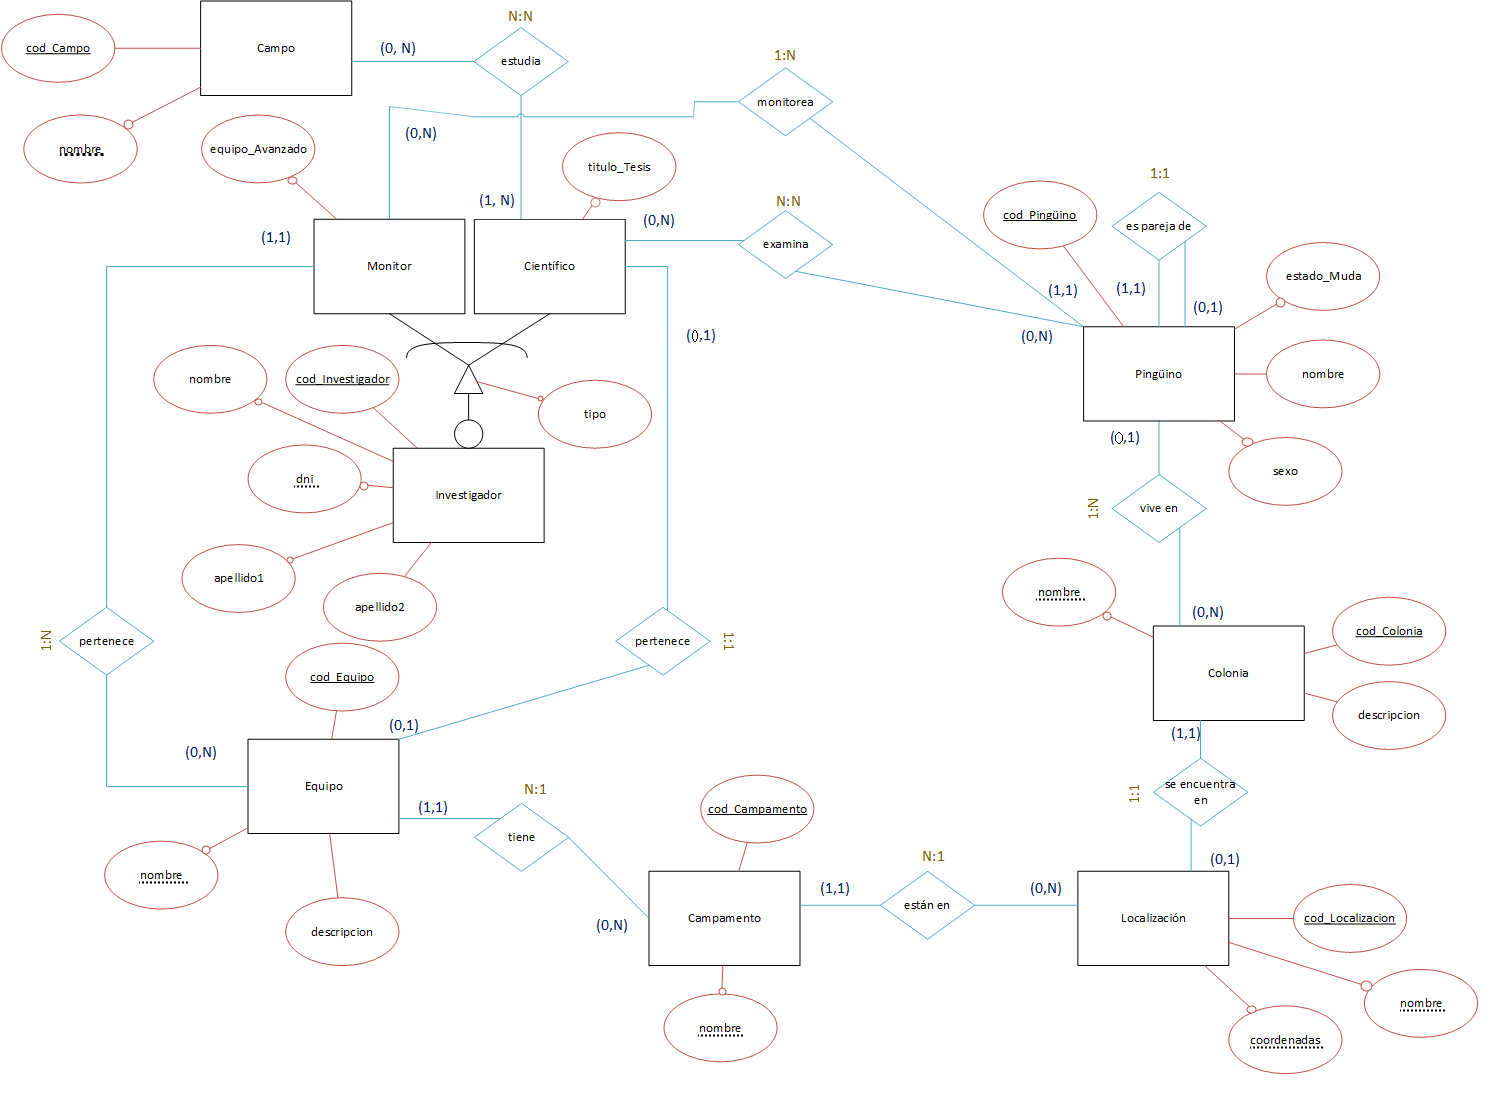 N:N
cod_Campo
Campo
(0, N)
estudia
1:N
monitorea
nombre
equipo_Avanzado
(0,N)
titulo_Tesis
1:1
(1, N)
(0,N)
N:N
cod_Pingüino
es pareja de
(1,1)
Monitor
Científico
examina
estado_Muda
(1,1)
(1,1)
(0,1)
(0,1)
(0,N)
nombre
cod_Investigador
Pingüino
nombre
tipo
(0,1)
sexo
dni
Investigador
1:N
vive en
apellido1
apellido2
nombre
(0,N)
cod_Colonia
1:N
pertenece
pertenece
1:1
cod_Equipo
Colonia
descripcion
(0,1)
(1,1)
(0,N)
Equipo
N:1
(1,1)
cod_Campamento
1:1
se encuentra
en
tiene
nombre
N:1
(0,1)
(1,1)
(0,N)
están en
descripcion
(0,N)
Campamento
Localización
cod_Localizacion
nombre
nombre
coordenadas